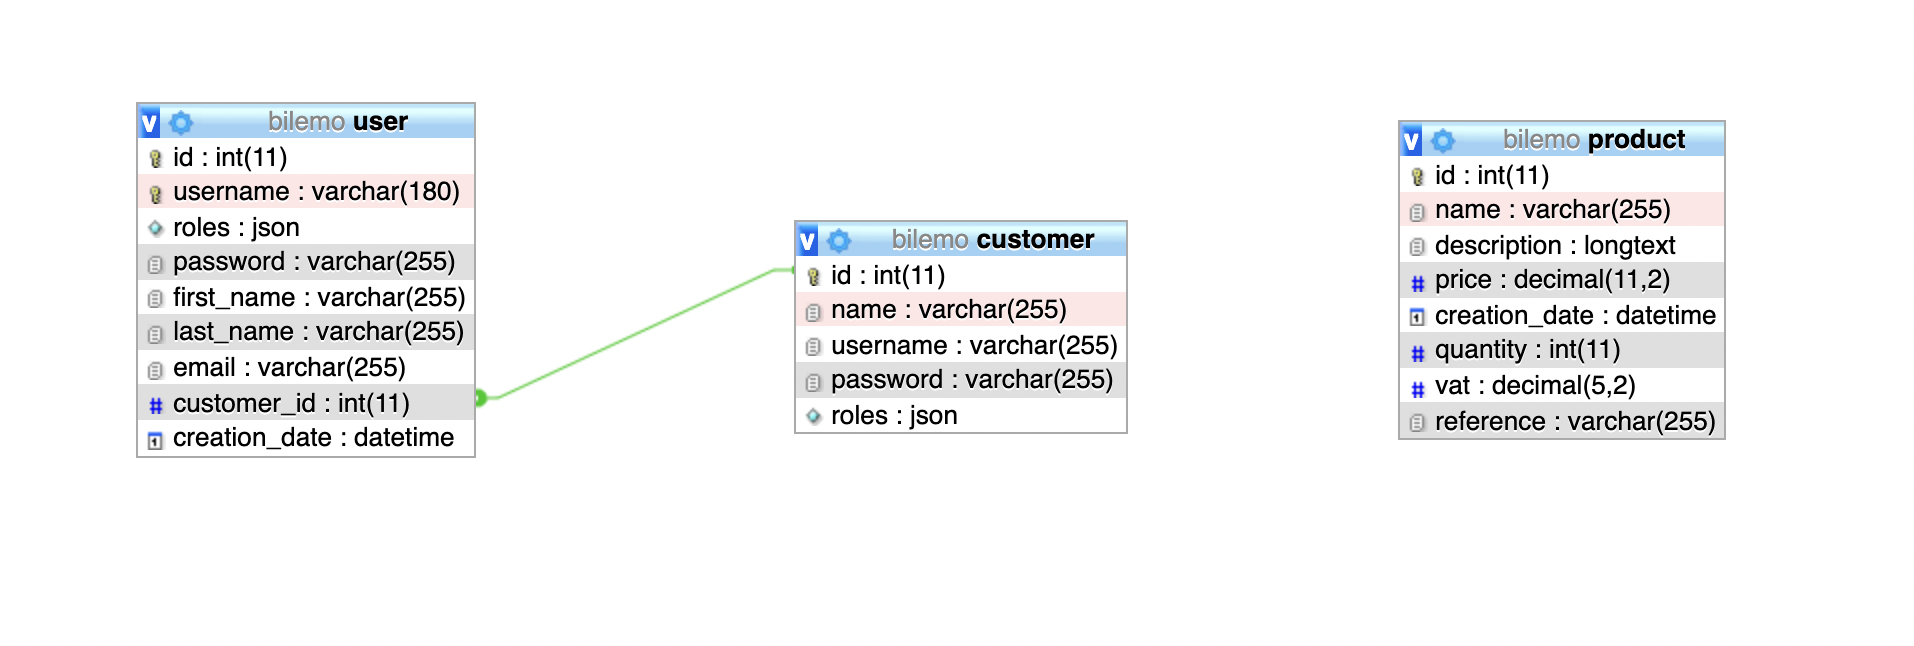 v bilemo user
id : int(11)
username : varchar(180)
roles : json
password : varchar(255)
first_name : varchar(255)
last_name : varchar(255)
email : varchar(255)
# customer_id : int(11)
1 creation_date : datetime
v bilemo customer
id : int(11)
name : varchar(255)
username : varchar(255)
password : varchar(255)
roles : json
v bilemo product
id : int(11)
name : varchar(255)
description : longtext
# price : decimal(11,2)
1 creation_date : datetime
# quantity : int(11)
# vat : decimal(5,2)
reference : varchar(255)